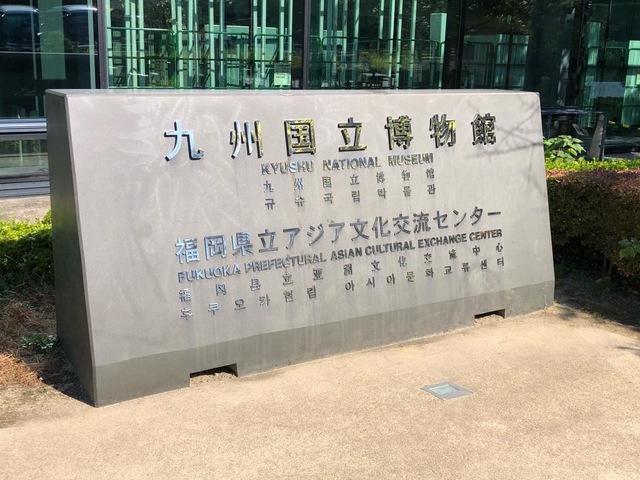 九州国立博物館
KYUSHU NATIONAL MUSEUM
九州国立博物馆
규슈국립박물관
福岡県立アジア文化交流センター
FUKUOKA PREFECTURAL ASIAN CULTURAL EXCHANGE CENTER
福冈县立亚洲文化交流中心
후쿠오카현립 아시아문화교류센터